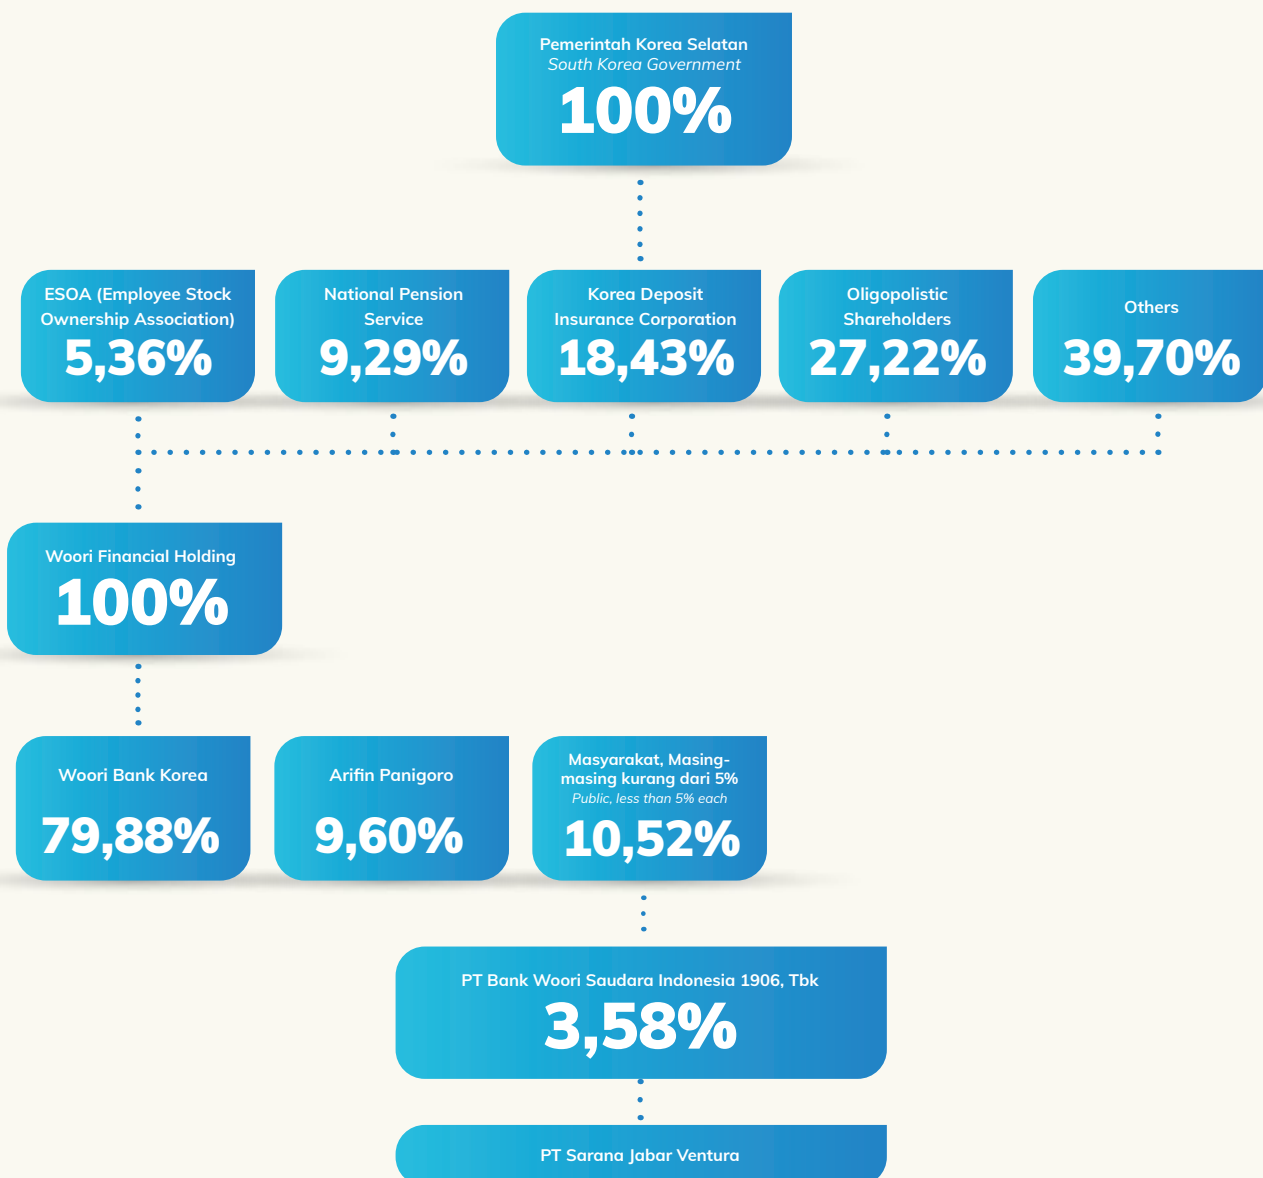 Pemerintah Korea Selatan
South Korea Government
100%
ESOA (Employee Stock
Ownership Association)
5,36%
National Pension
Service
9,29%
Korea Deposit
Insurance Corporation
18,43%
Oligopolistic
Shareholders
27,22%
Others
39,70%
Woori Financial Holding
100%
Woori Bank Korea
79,88%
Arifin Panigoro
9,60%
Masyarakat, Masing-
masing kurang dari 5%
Public, less than 5% each
10,52%
PT Bank Woori Saudara Indonesia 1906, Tbk
3,58%
PT Sarana Jabar Ventura